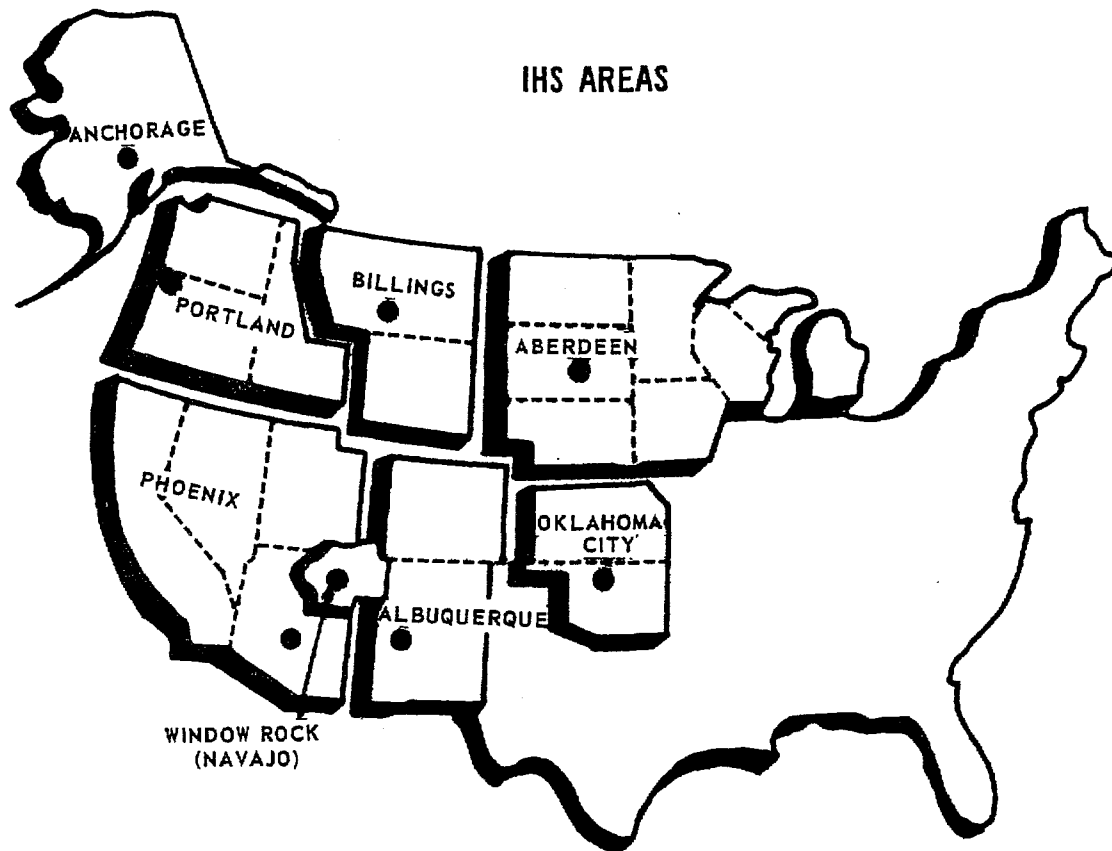 IHS AREAS
ANCHORAGE
BILLINGS
PORTLAND
ABERDEEN
PHOENIX
OKLAHOMA
CITY
ALBUQUERQUE
WINDOW ROCK
(NAVAJO)